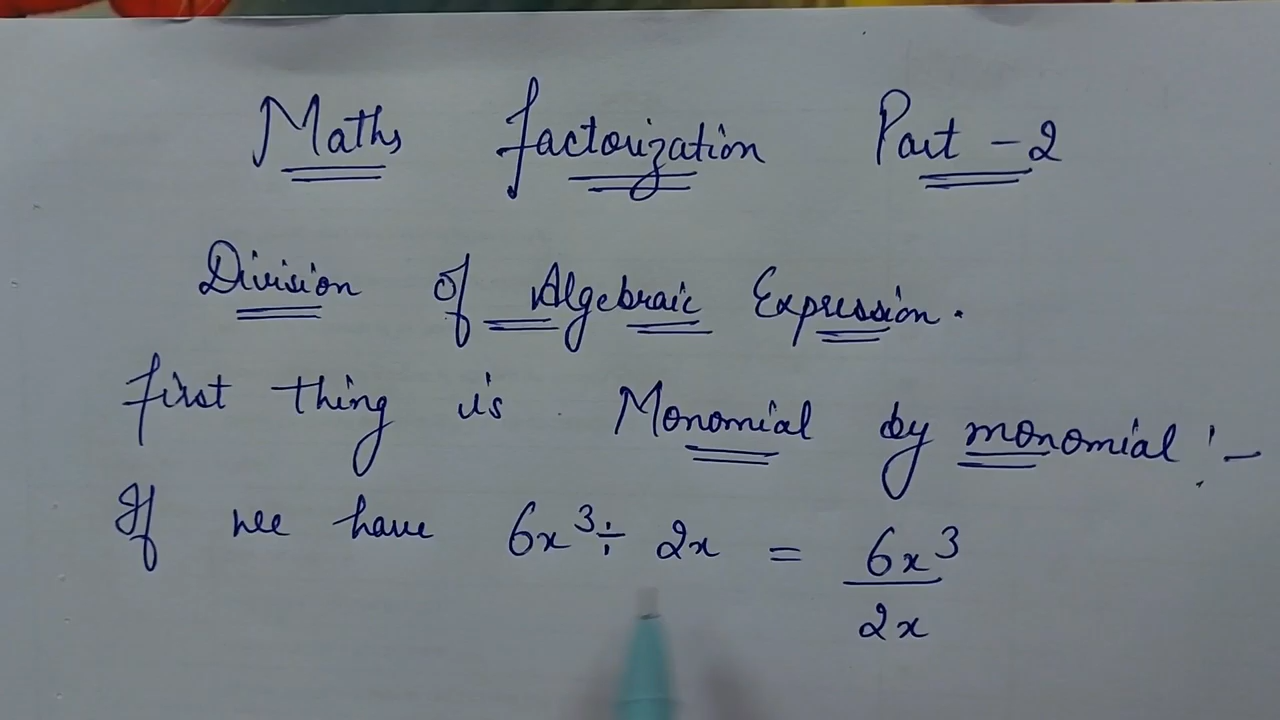 Maths Factorization Part - 2
Division of Algebraic Expression.
First thing is Monomial by monomial :-
If we have 6x³ ÷ 2x = 6x³/2x